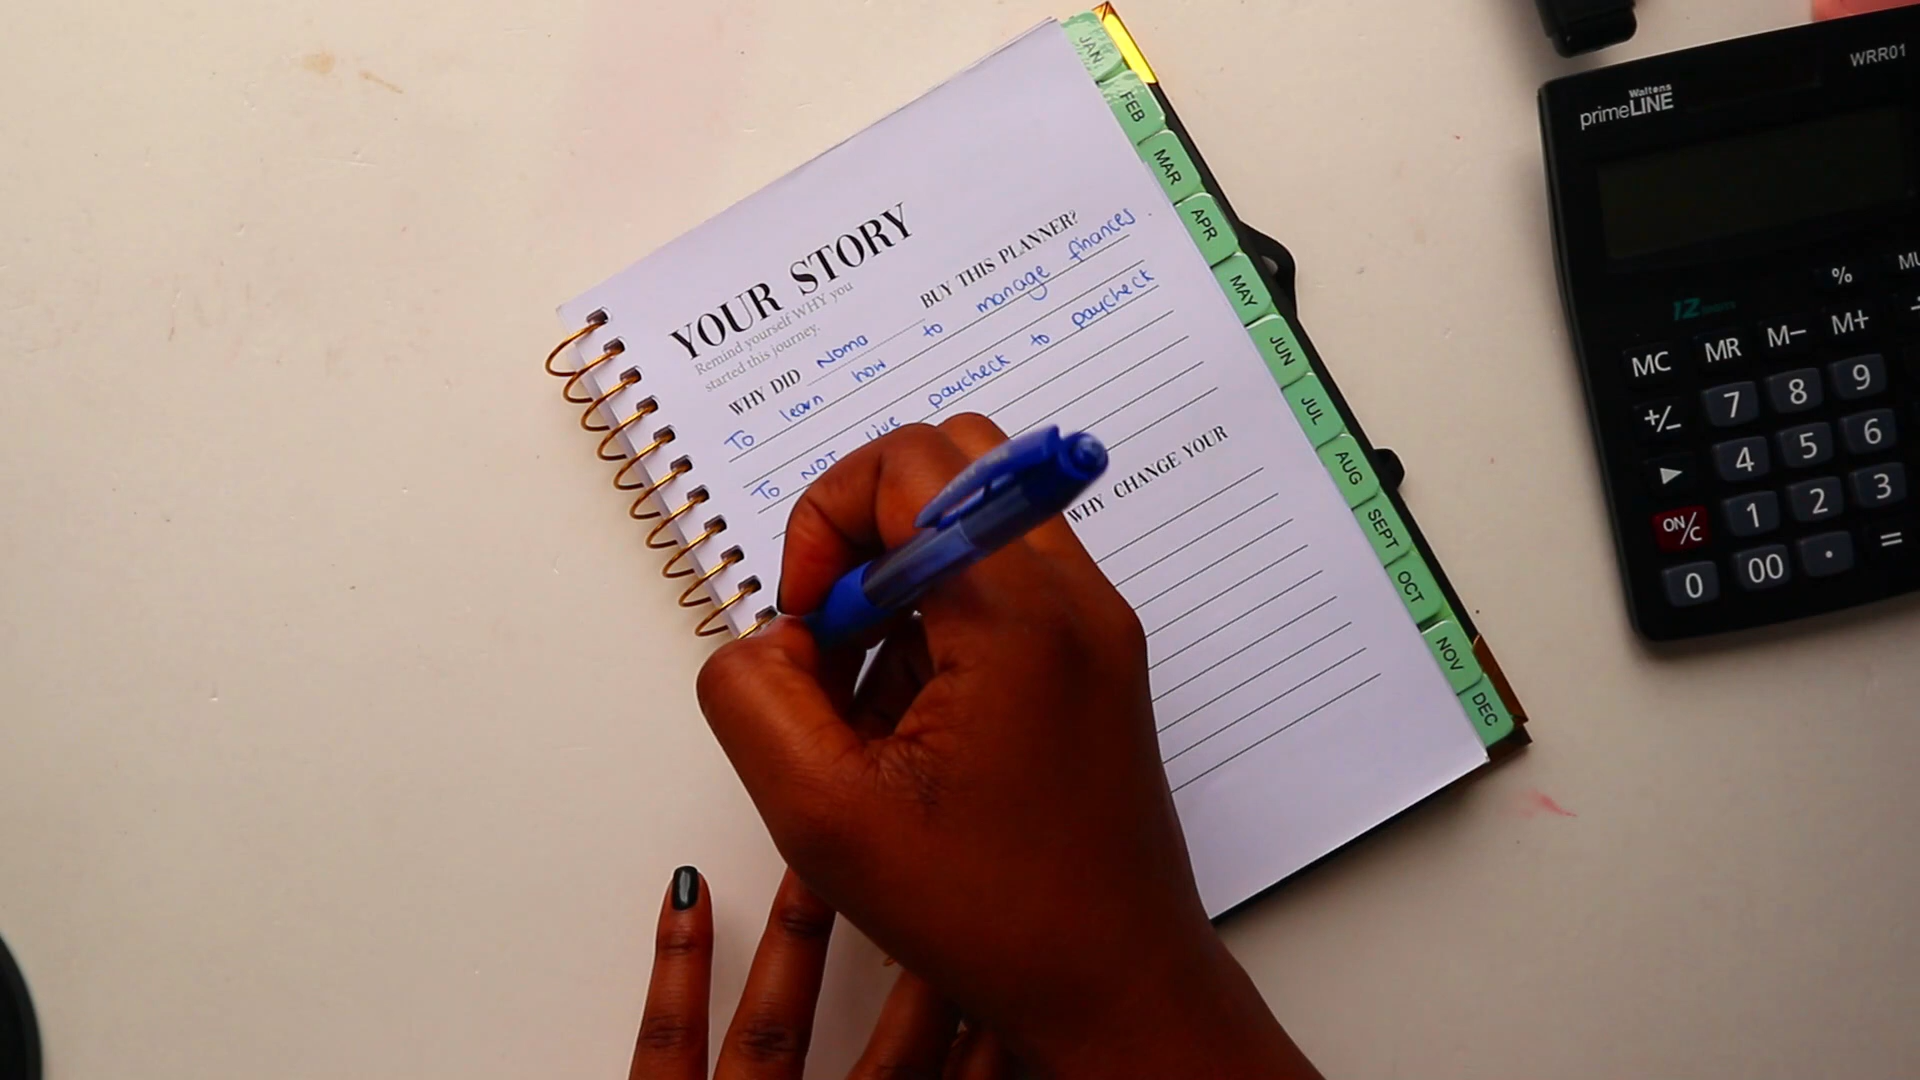 YOUR STORY
Remind yourself WHY you
started this journey.
WHY DID Noma BUY THIS PLANNER?
To learn how to manage finances.
To NOT live paycheck to paycheck
WHY CHANGE YOUR
JAN
FEB
MAR
APR
MAY
JUN
JUL
AUG
SEPT
OCT
NOV
DEC
Waltons
primeLINE
WRR01
12
% MU
MC MR M− M+
+/− 7 8 9
▶ 4 5 6
ON/C 1 2 3
0 00 . =